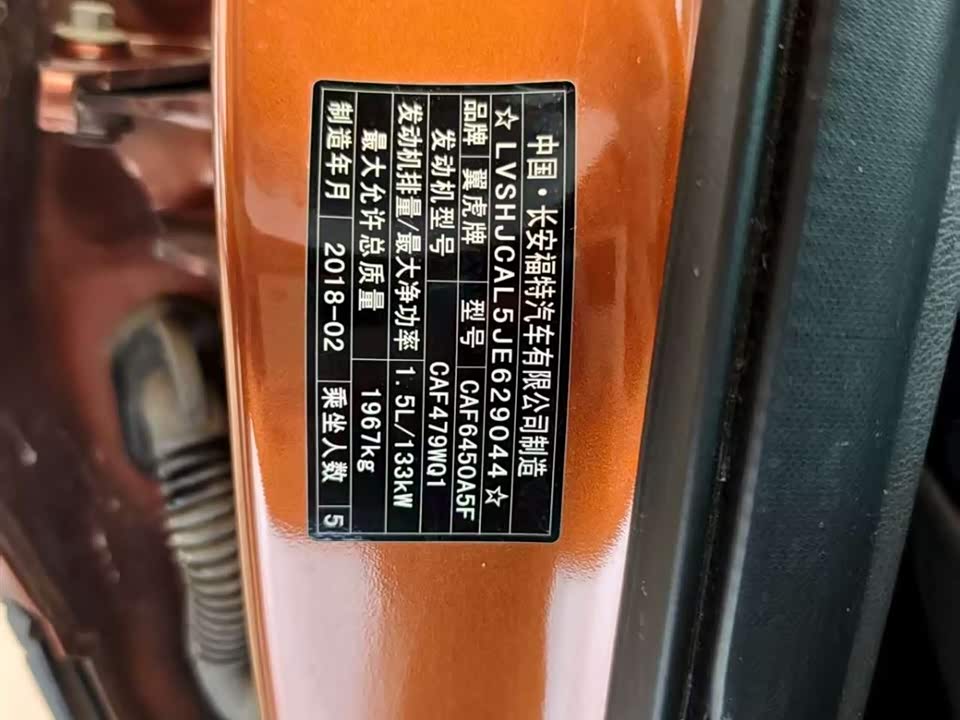 中国·长安福特汽车有限公司制造
☆LVSHJCAL5JE629044☆
品牌 翼虎牌 型号 CAF6450A5F
发动机型号 CAF479WQ1
发动机排量/最大净功率 1.5L/133kW
最大允许总质量 1967kg
制造年月 2018-02 乘坐人数 5